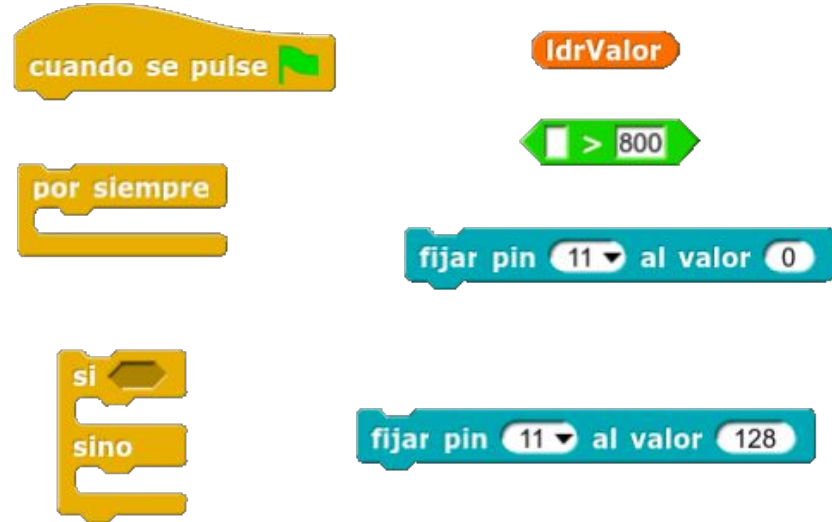 cuando se pulse
ldrValor
> 800
por siempre
fijar pin 11 al valor 0
si
sino
fijar pin 11 al valor 128